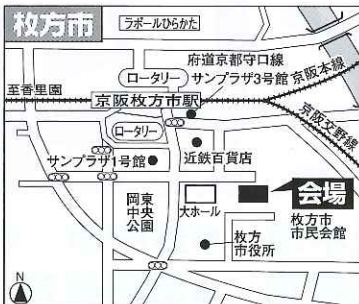 枚方市
ラポールひらかた
府道京都守口線
ロータリー
サンプラザ3号館
京阪本線
至香里園
京阪枚方市駅
京阪交野線
ロータリー
サンプラザ1号館
近鉄百貨店
会場
岡東
中央
公園
大ホール
枚方市
市民会館
枚方
市役所
N